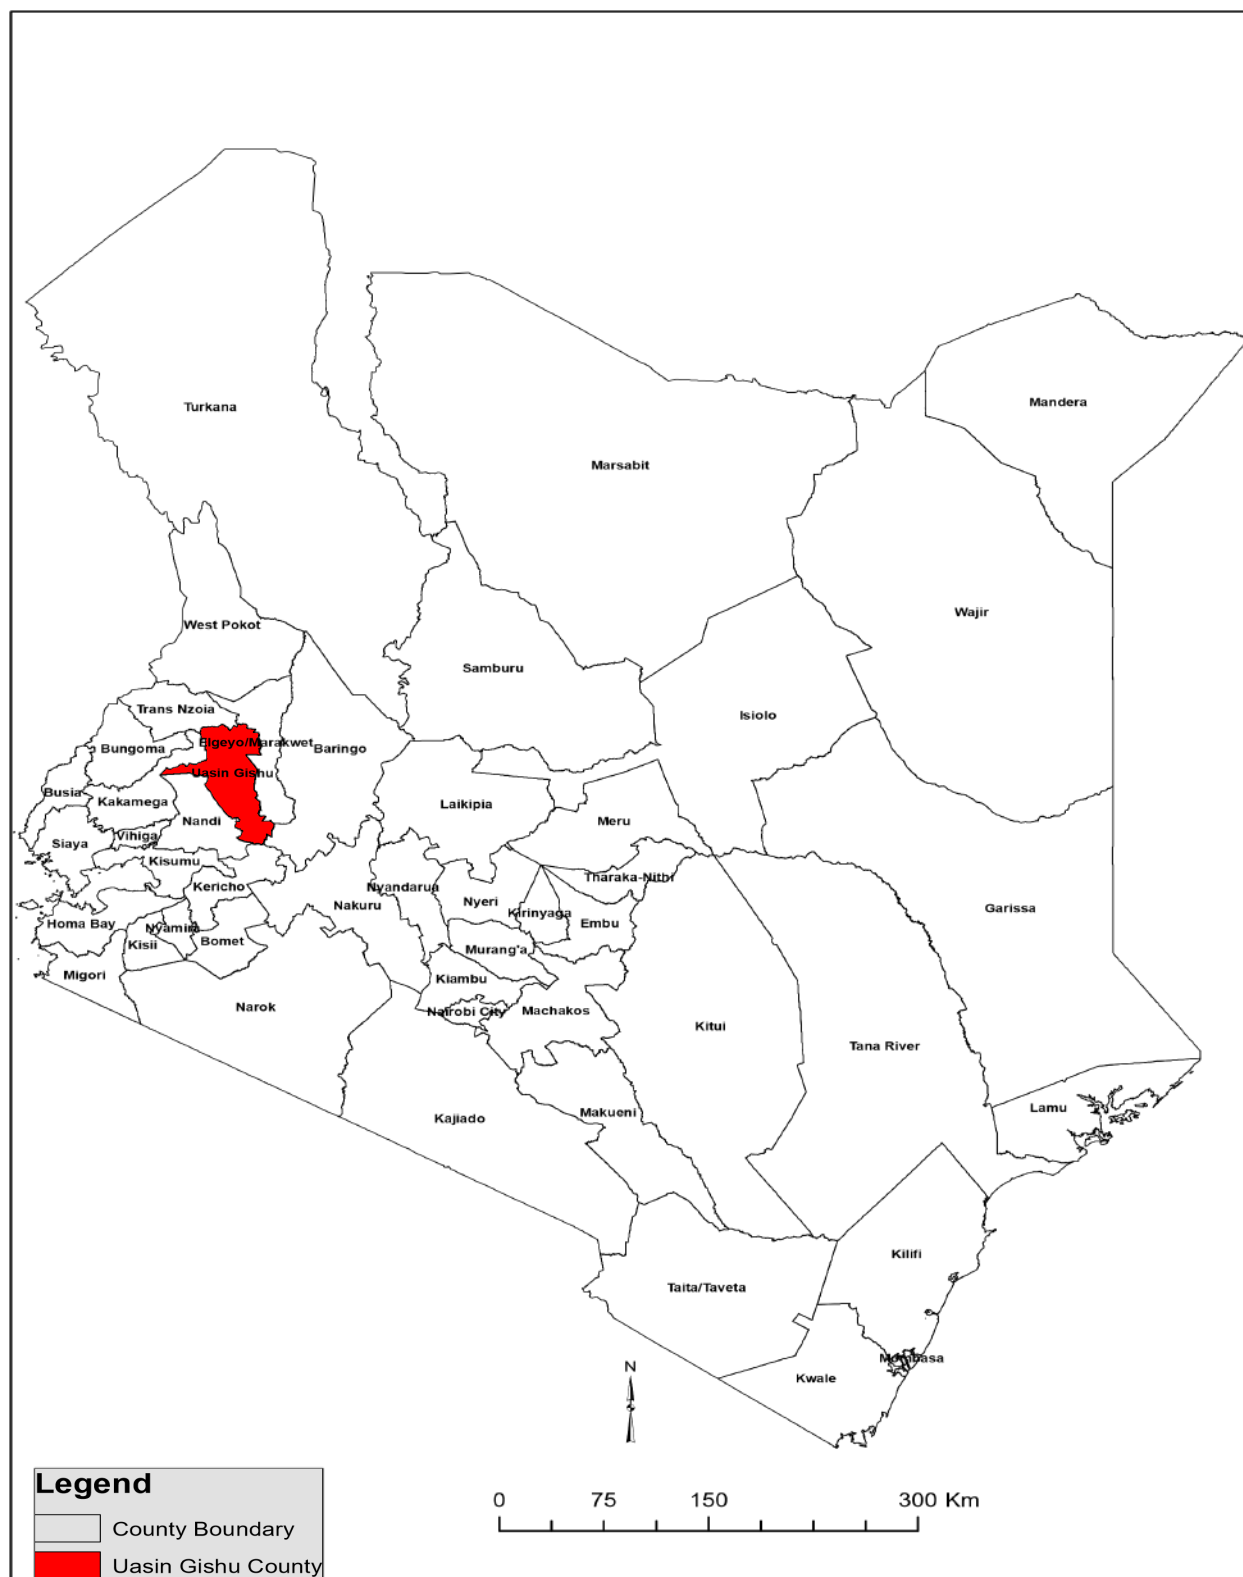 Turkana
Mandera
Marsabit
Wajir
West Pokot
Samburu
Trans Nzoia
Isiolo
Elgeyo/Marakwet
Bungoma
Baringo
Uasin Gishu
Busia
Kakamega
Laikipia
Nandi
Meru
Vihiga
Siaya
Kisumu
Tharaka-Nithi
Kericho
Nyandarua
Nyeri
Nakuru
Garissa
Kirinyaga
Homa Bay
Nyamira
Embu
Bomet
Kisii
Murang'a
Migori
Kiambu
Narok
Nairobi City
Machakos
Kitui
Tana River
Lamu
Makueni
Kajiado
Kilifi
Taita/Taveta
Mombasa
Kwale
N
Legend
County Boundary
Uasin Gishu County
0 75 150 300 Km